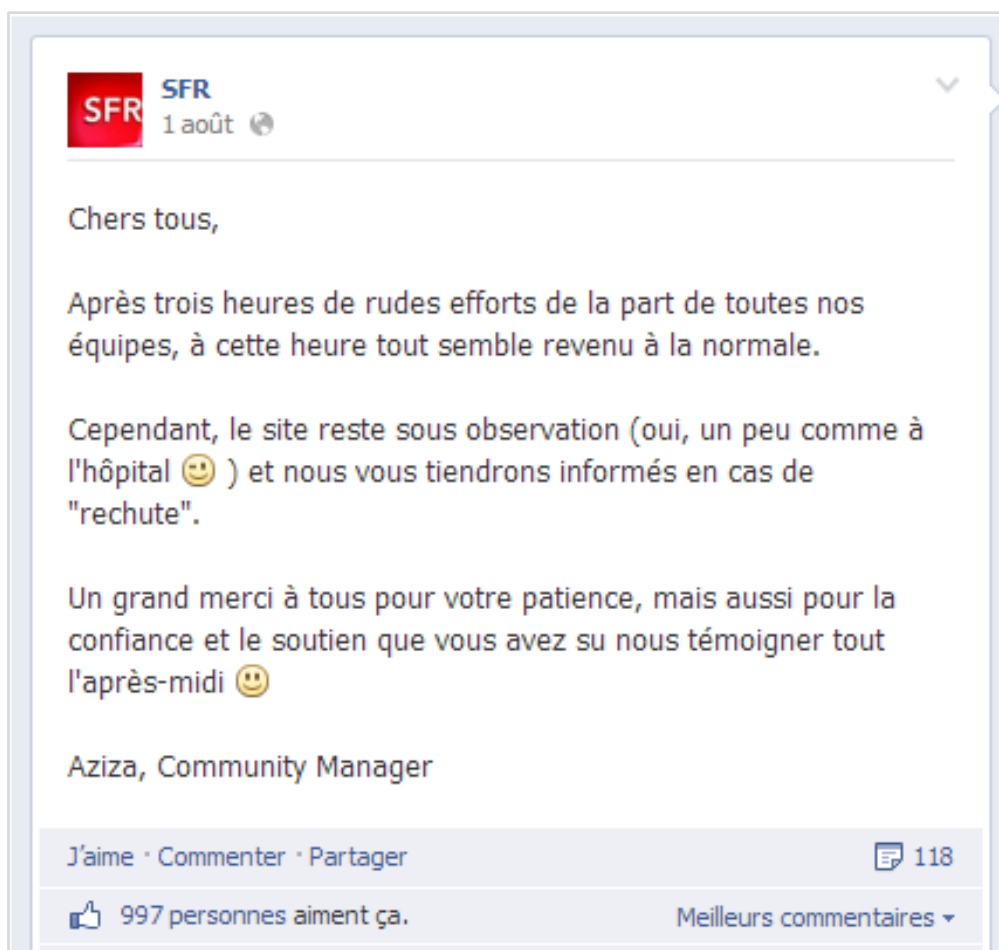 SFR
SFR
1 août
Chers tous,
Après trois heures de rudes efforts de la part de toutes nos
équipes, à cette heure tout semble revenu à la normale.
Cependant, le site reste sous observation (oui, un peu comme à
l'hôpital ) et nous vous tiendrons informés en cas de
"rechute".
Un grand merci à tous pour votre patience, mais aussi pour la
confiance et le soutien que vous avez su nous témoigner tout
l'après-midi
Aziza, Community Manager
J'aime · Commenter · Partager 118
997 personnes aiment ça. Meilleurs commentaires